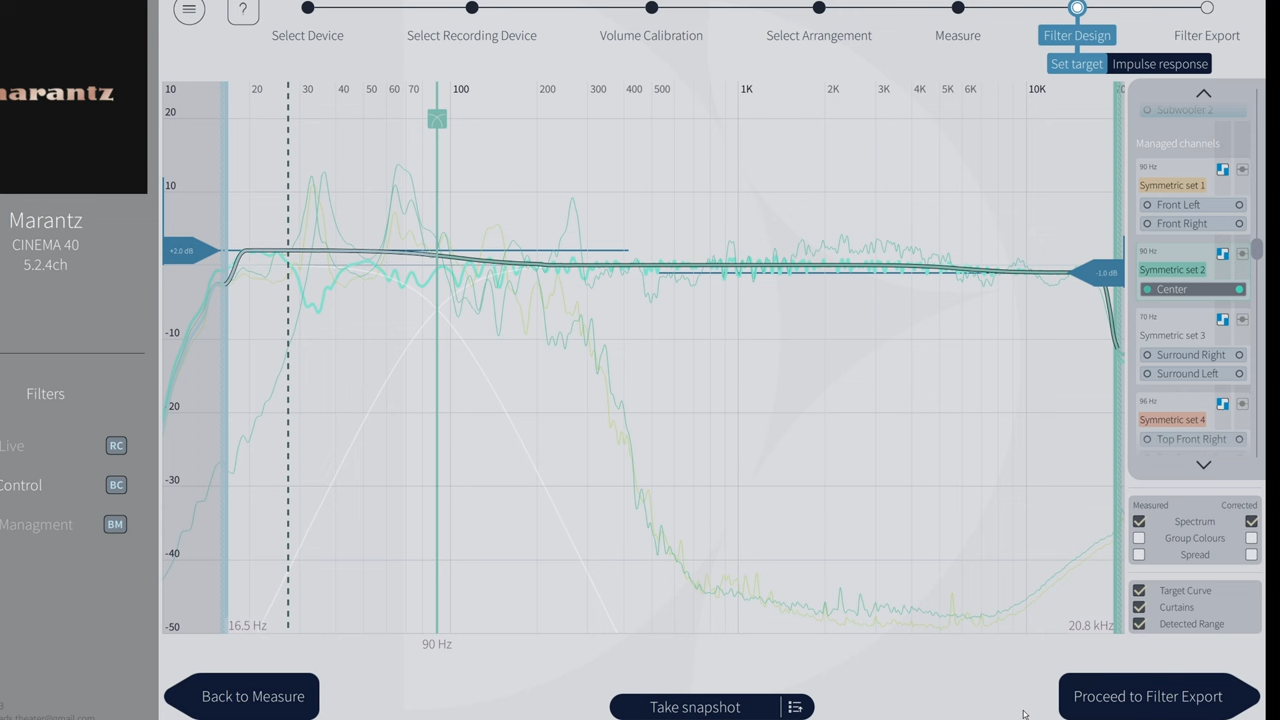 ?
Select Device
Select Recording Device
Volume Calibration
Select Arrangement
Measure
Filter Design
Filter Export
Set target
Impulse response
marantz
Marantz
CINEMA 40
5.2.4ch
Filters
Live
RC
Control
BC
Managment
BM
10 20 30 40 50 60 70 100 200 300 400 500 1K 2K 3K 4K 5K 6K 10K
20
10
+2.0 dB
-1.0 dB
-10
20
-30
-40
-50
16.5 Hz
20.8 kHz
90 Hz
Subwoofer 2
Managed channels
90 Hz
Symmetric set 1
Front Left
Front Right
90 Hz
Symmetric set 2
Center
70 Hz
Symmetric set 3
Surround Right
Surround Left
96 Hz
Symmetric set 4
Top Front Right
Measured Corrected
Spectrum
Group Colours
Spread
Target Curve
Curtains
Detected Range
Back to Measure
Take snapshot
Proceed to Filter Export